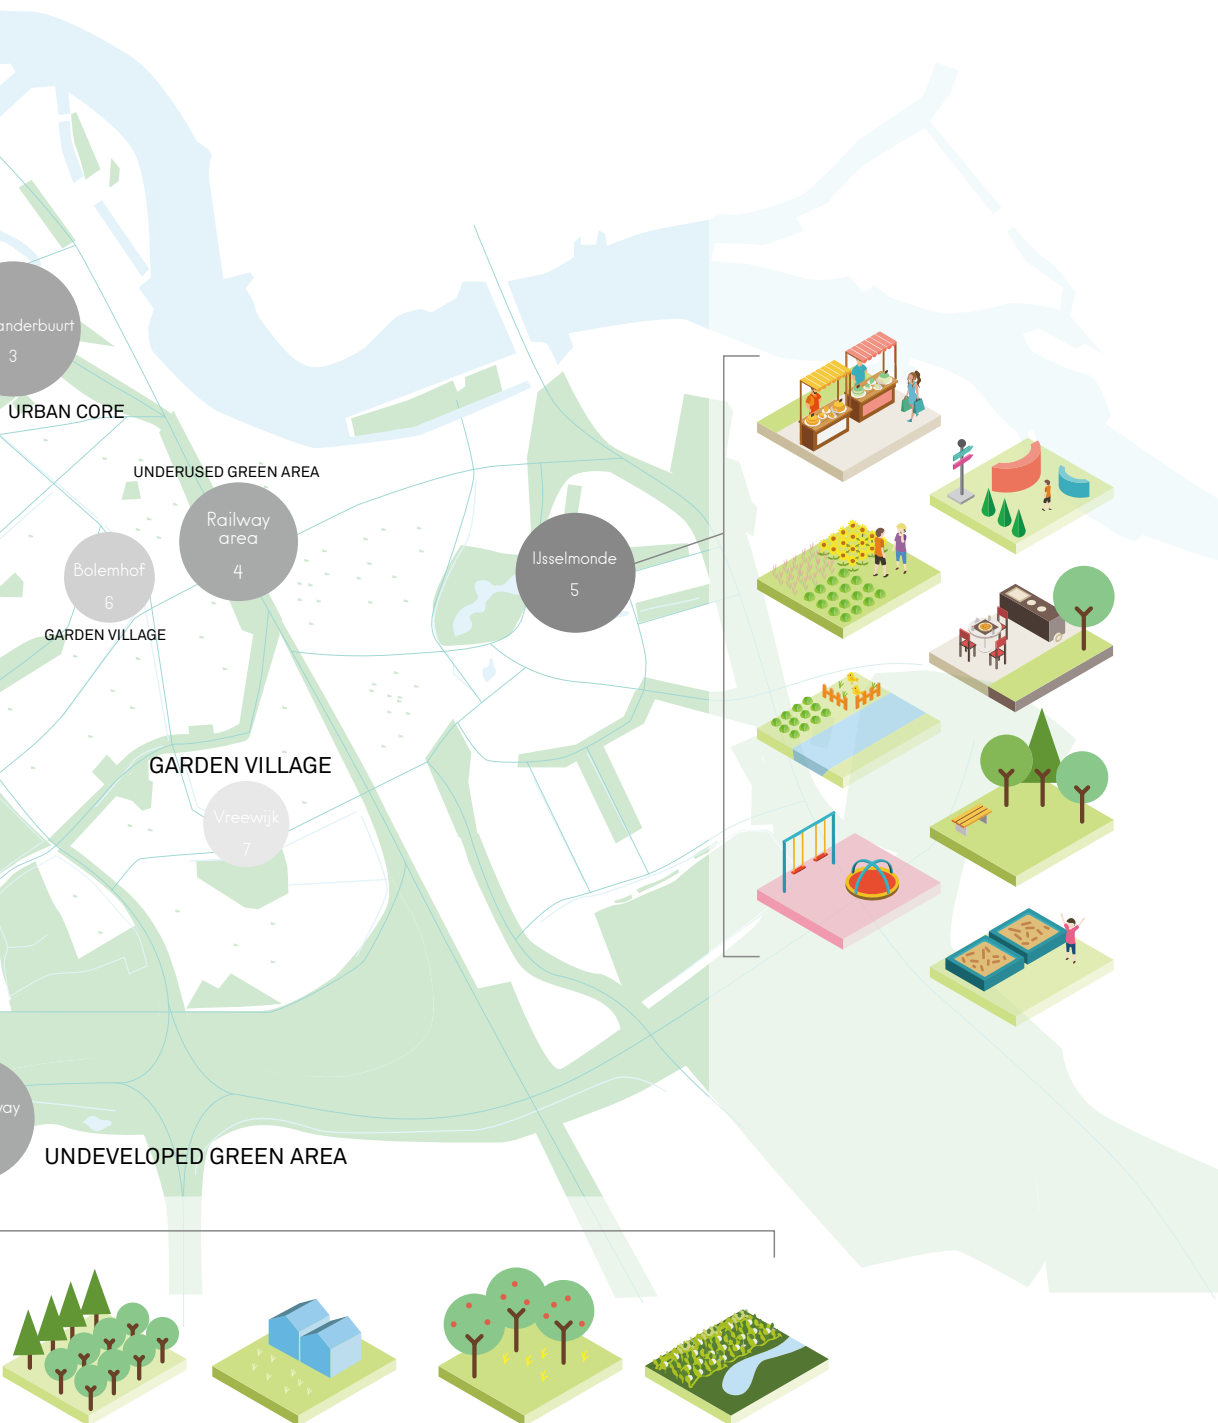 anderbuurt
3
URBAN CORE
UNDERUSED GREEN AREA
Railway
area
4
IJsselmonde
5
Bolemhof
6
GARDEN VILLAGE
GARDEN VILLAGE
Vreewijk
7
way
UNDEVELOPED GREEN AREA